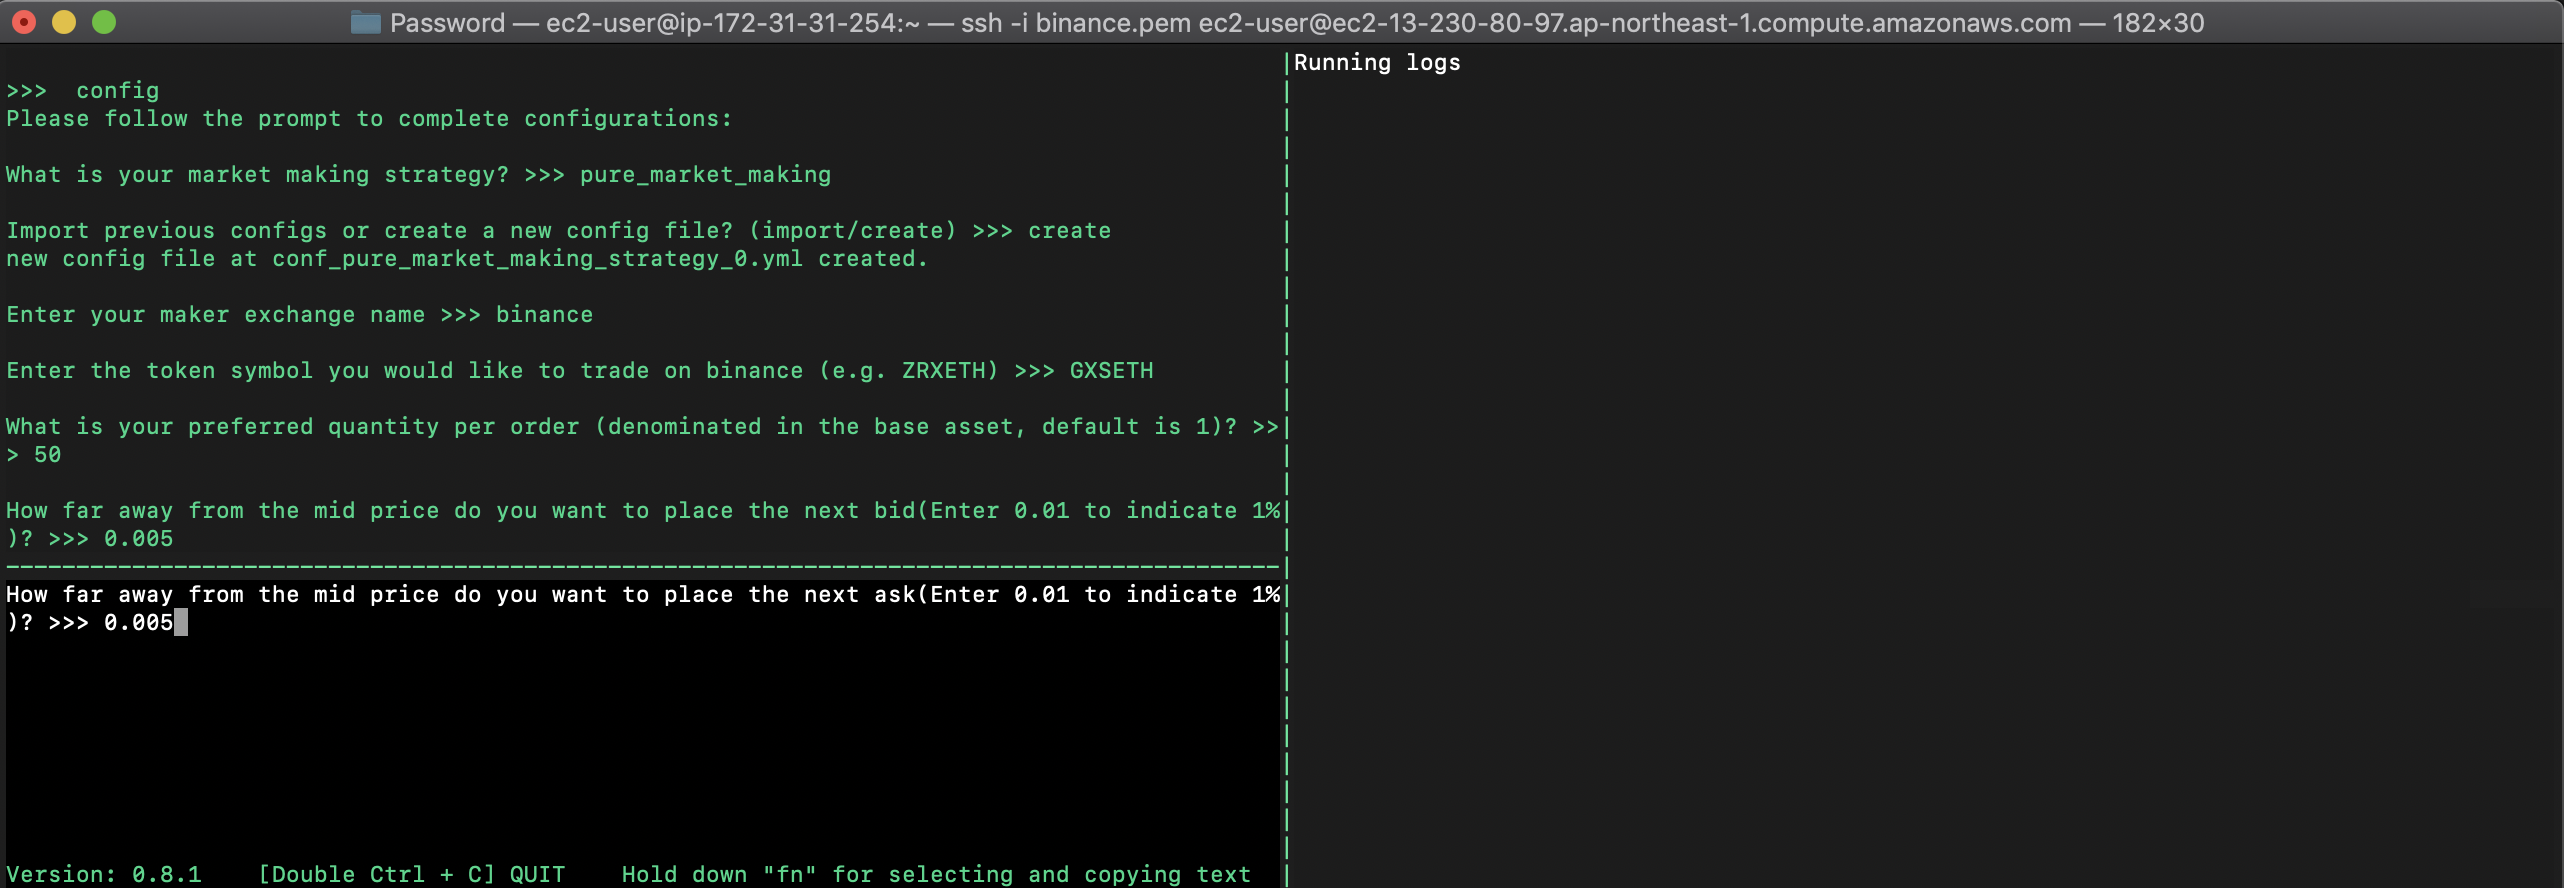 Password — ec2-user@ip-172-31-31-254:~ — ssh -i binance.pem ec2-user@ec2-13-230-80-97.ap-northeast-1.compute.amazonaws.com — 182×30
>>>  config
Please follow the prompt to complete configurations:
What is your market making strategy? >>> pure_market_making
Import previous configs or create a new config file? (import/create) >>> create
new config file at conf_pure_market_making_strategy_0.yml created.
Enter your maker exchange name >>> binance
Enter the token symbol you would like to trade on binance (e.g. ZRXETH) >>> GXSETH
What is your preferred quantity per order (denominated in the base asset, default is 1)? >>
> 50
How far away from the mid price do you want to place the next bid(Enter 0.01 to indicate 1%
)? >>> 0.005
How far away from the mid price do you want to place the next ask(Enter 0.01 to indicate 1%
)? >>> 0.005
Version: 0.8.1    [Double Ctrl + C] QUIT    Hold down "fn" for selecting and copying text
Running logs